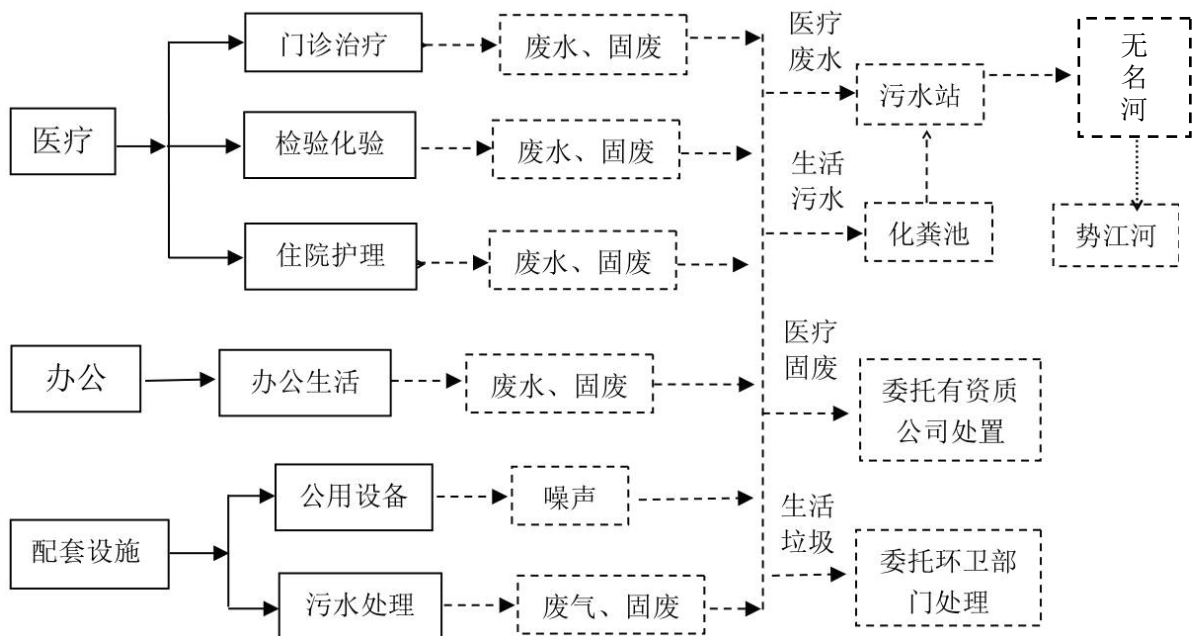 门诊治疗
废水、固废
医疗
废水
污水站
无
名
河
医疗
检验化验
废水、固废
生活
污水
化粪池
势江河
住院护理
废水、固废
办公
办公生活
废水、固废
医疗
固废
委托有资质
公司处置
公用设备
噪声
配套设施
生活
垃圾
委托环卫部
门处理
污水处理
废气、固废